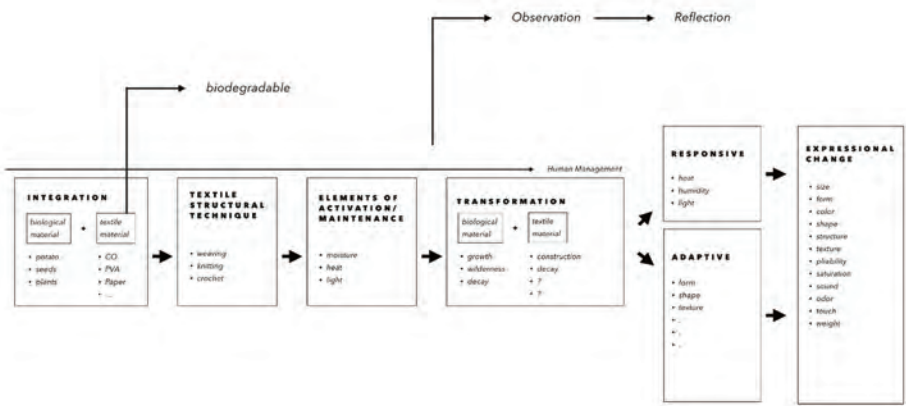 Observation
Reflection
biodegradable
Human Management
INTEGRATION
biological
material
+
textile
material
• potato
• seeds
• plants
• CO
• PVA
• Paper
• ...
TEXTILE
STRUCTURAL
TECHNIQUE
• weaving
• knitting
• crochet
ELEMENTS OF
ACTIVATION/
MAINTENANCE
• moisture
• heat
• light
TRANSFORMATION
biological
material
+
textile
material
• growth
• wilderness
• decay
• construction
• decay
• ?
• ?
RESPONSIVE
• heat
• humidity
• light
ADAPTIVE
• form
• shape
• texture
• .
• .
• .
EXPRESSIONAL
CHANGE
• size
• form
• color
• shape
• structure
• texture
• pliability
• saturation
• sound
• odor
• touch
• weight